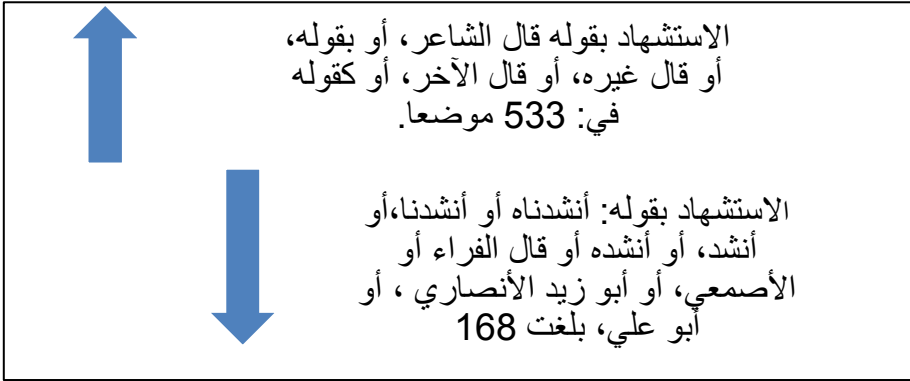 الاستشهاد بقوله قال الشاعر، أو بقوله،
أو قال غيره، أو قال الآخر، أو كقوله
في: 533 موضعا.
الاستشهاد بقوله: أنشدناه أو أنشدنا،أو
أنشد، أو أنشده أو قال الفراء أو
الأصمعي، أو أبو زيد الأنصاري ، أو
أبو علي، بلغت 168